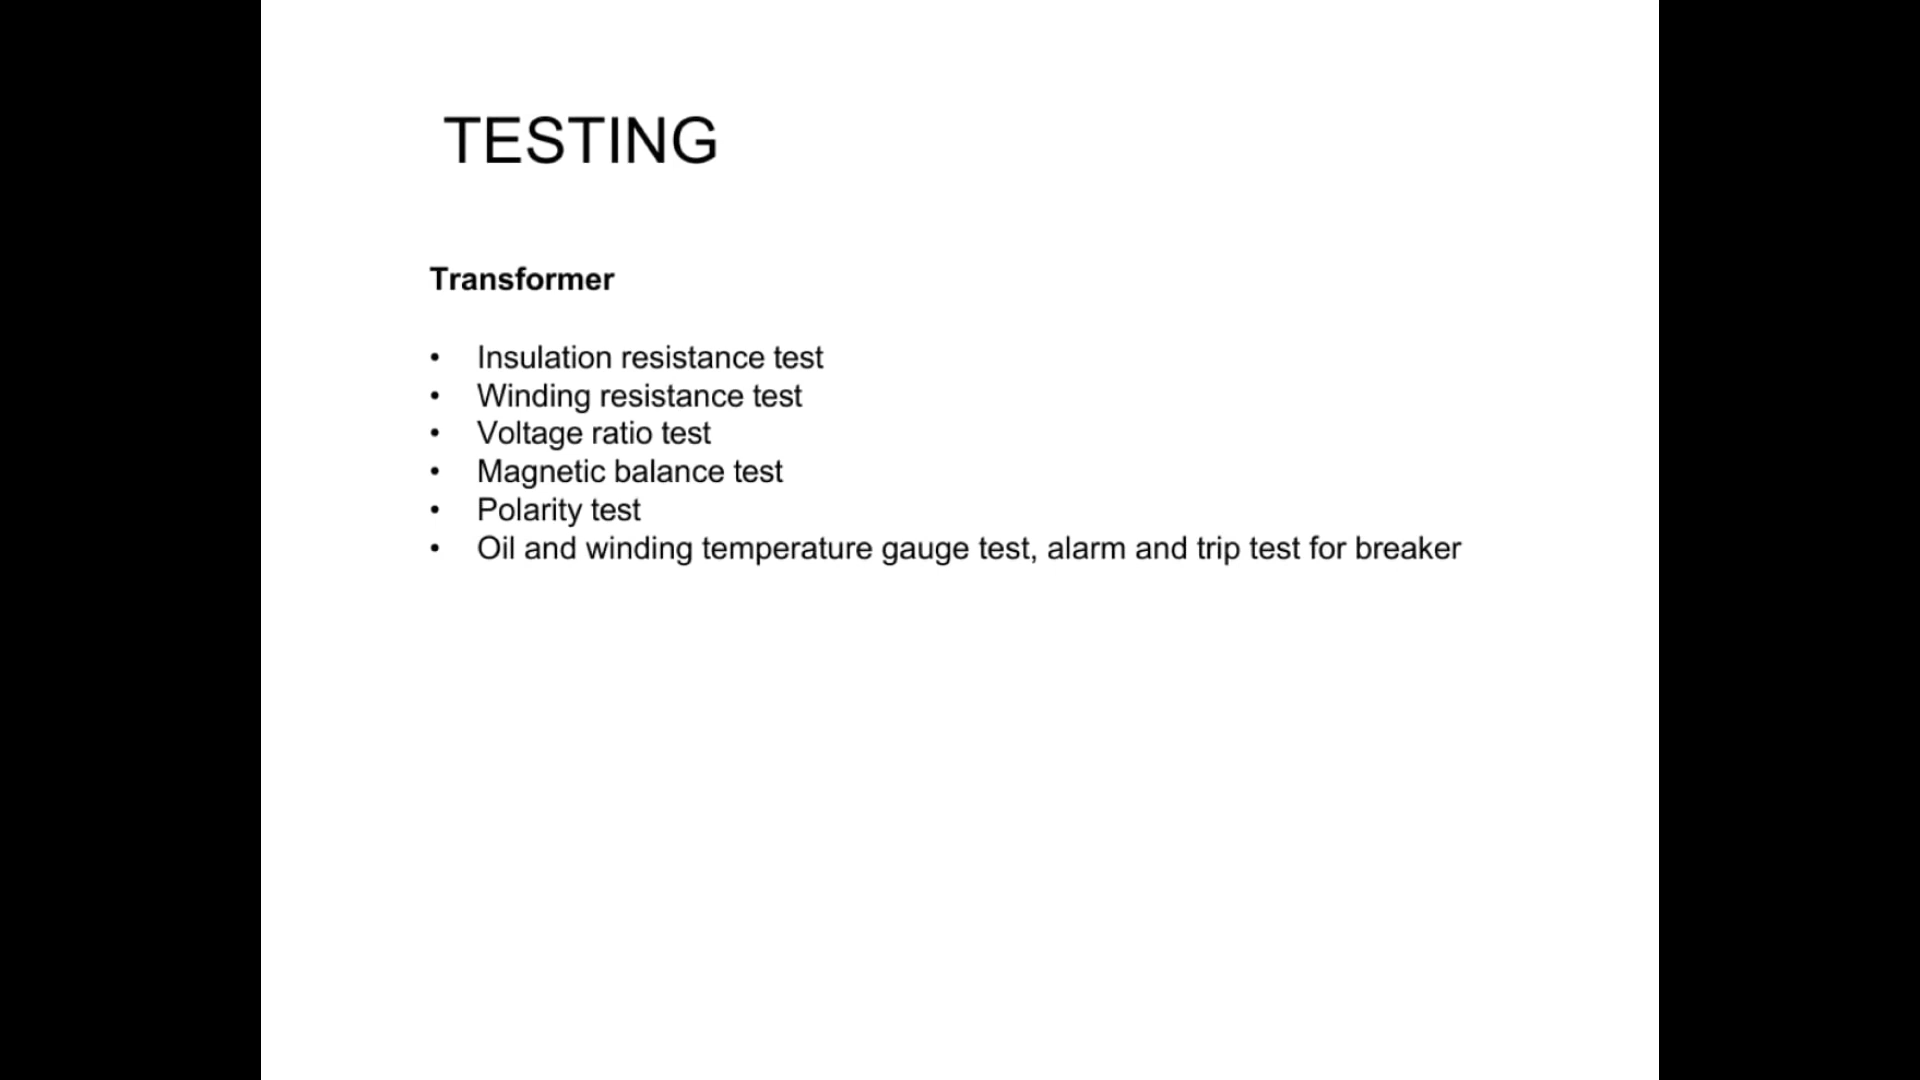 TESTING
Transformer
• Insulation resistance test
• Winding resistance test
• Voltage ratio test
• Magnetic balance test
• Polarity test
• Oil and winding temperature gauge test, alarm and trip test for breaker